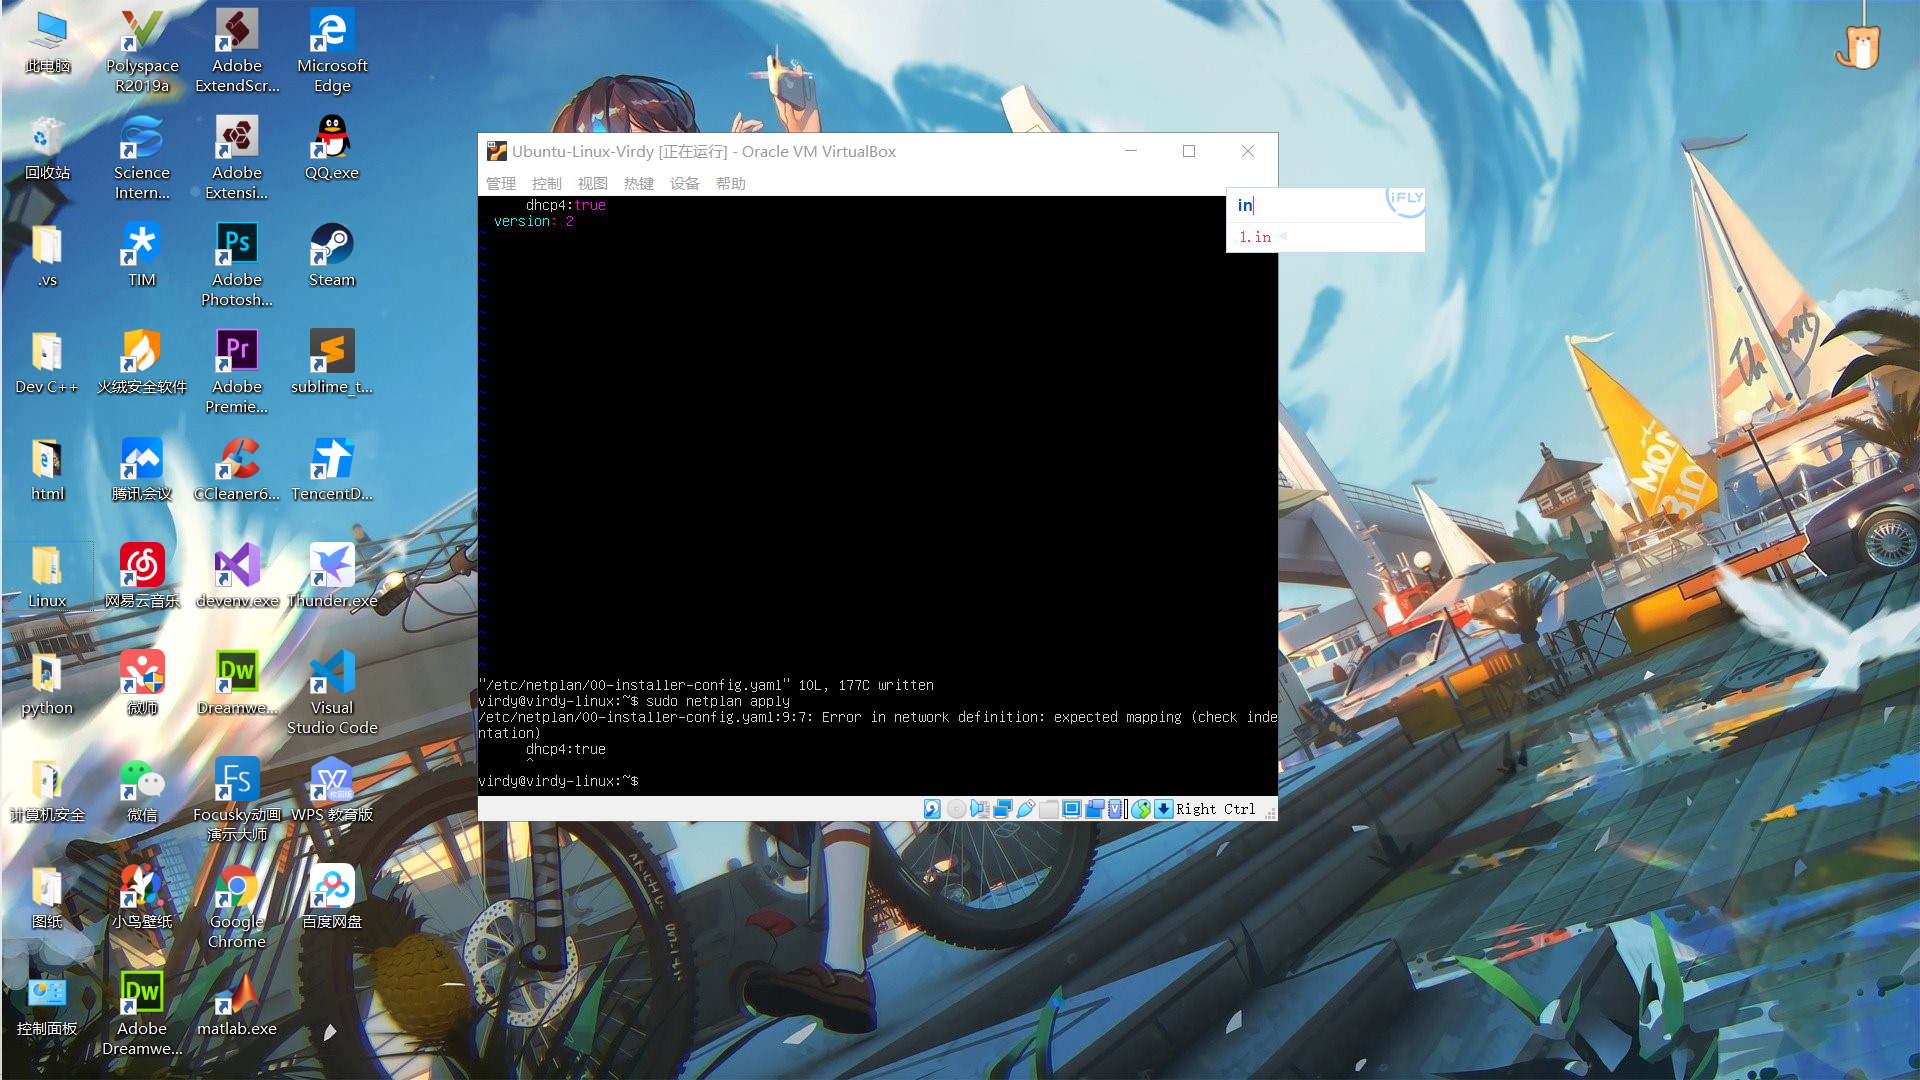 此电脑
Polyspace
R2019a
Adobe
ExtendScr...
Microsoft
Edge
回收站
Science
Intern...
Adobe
Extensi...
QQ.exe
.vs
TIM
Adobe
Photosh...
Steam
Dev C++
火绒安全软件
Adobe
Premie...
sublime_t...
html
腾讯会议
CCleaner6...
TencentD...
Linux
网易云音乐
devenv.exe
Thunder.exe
python
微师
Dreamwe...
Visual
Studio Code
计算机安全
微信
Focusky动画
演示大师
WPS 教育版
图纸
小鸟壁纸
Google
Chrome
百度网盘
控制面板
Adobe
Dreamwe...
matlab.exe
Ubuntu-Linux-Virdy [正在运行] - Oracle VM VirtualBox
管理 控制 视图 热键 设备 帮助
dhcp4:true
version: 2
"/etc/netplan/00-installer-config.yaml" 10L, 177C written
virdy@virdy-linux:~$ sudo netplan apply
/etc/netplan/00-installer-config.yaml:9:7: Error in network definition: expected mapping (check inde
ntation)
dhcp4:true
^
virdy@virdy-linux:~$
Right Ctrl
in
iFLY
1.in